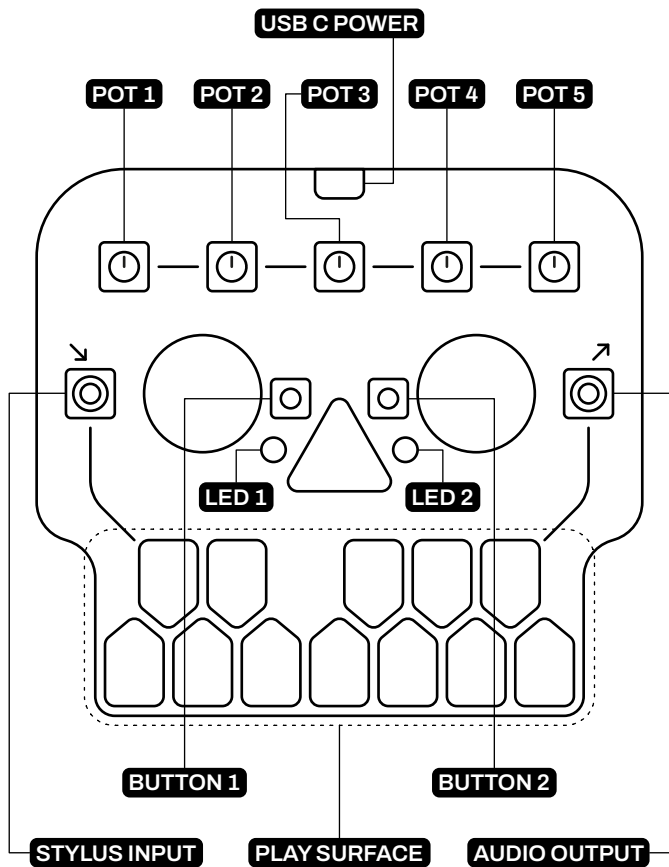 USB C POWER
POT 1
POT 2
POT 3
POT 4
POT 5
LED 1
LED 2
BUTTON 1
BUTTON 2
STYLUS INPUT
PLAY SURFACE
AUDIO OUTPUT